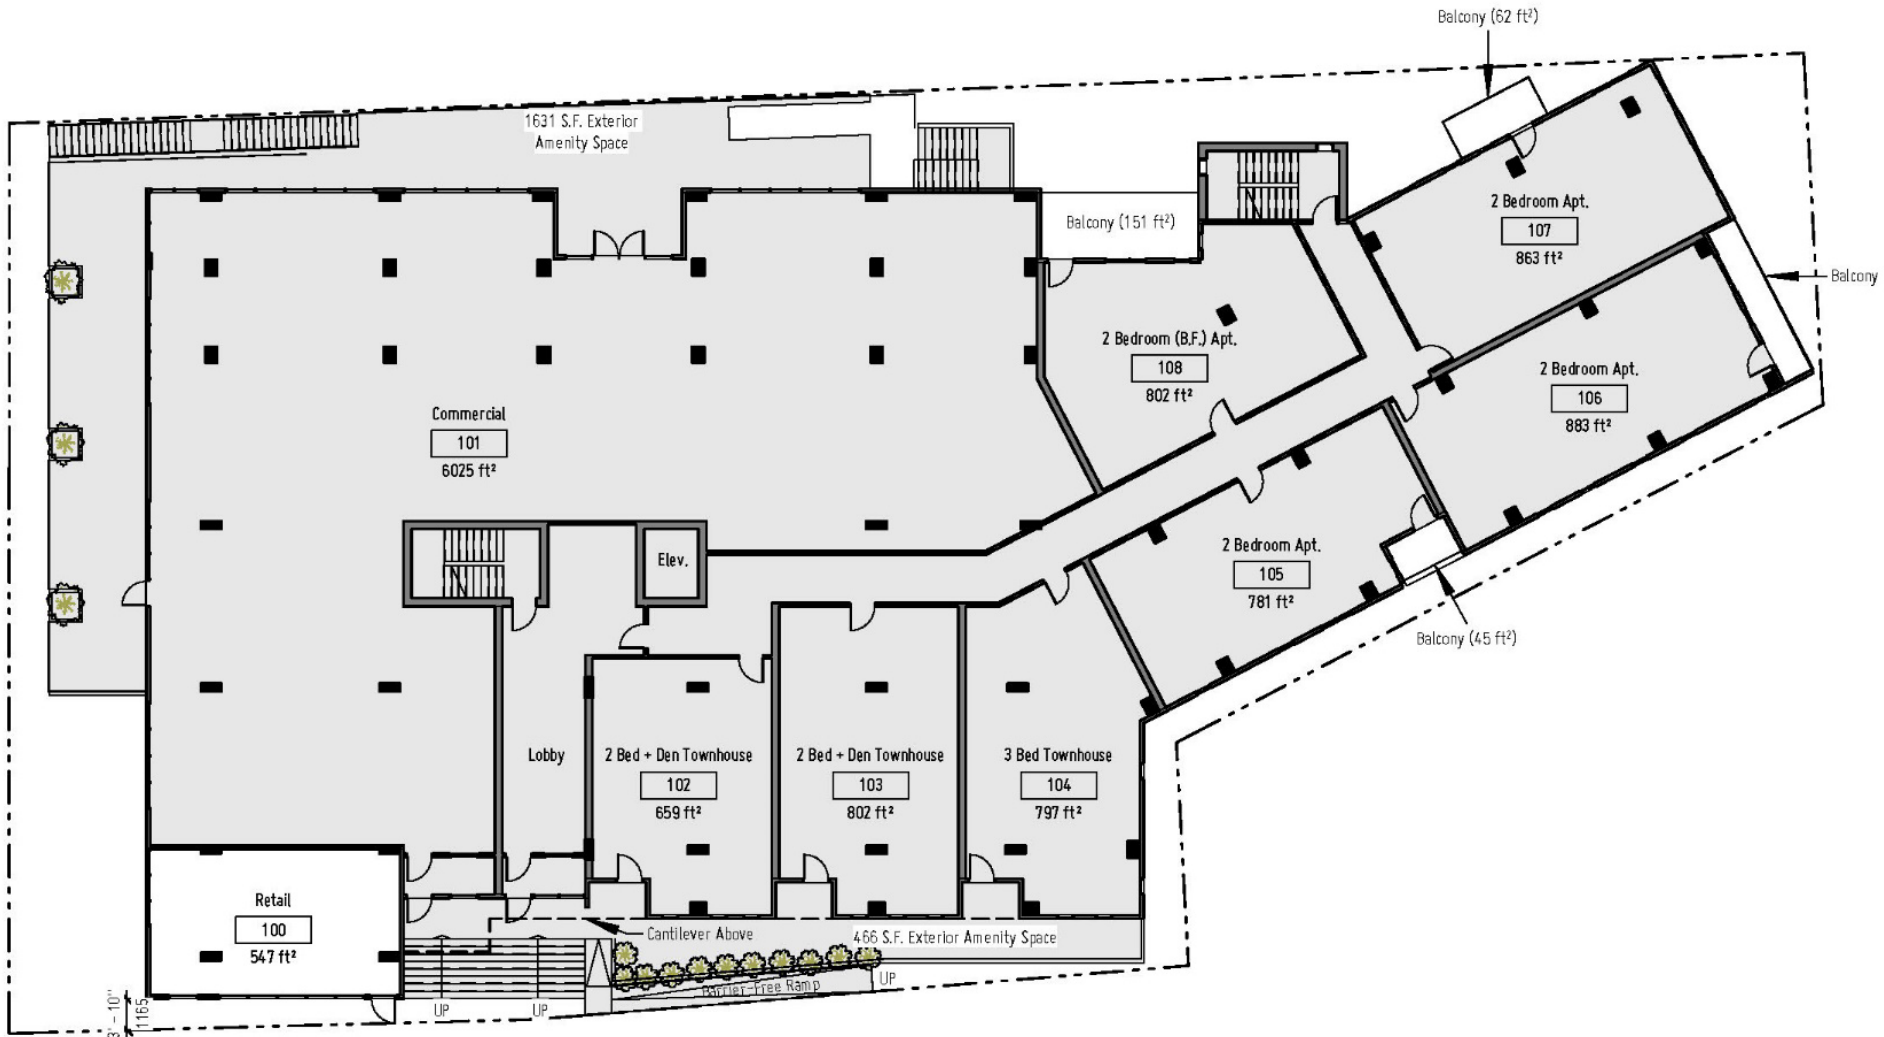 Balcony (62 ft²)
1631 S.F. Exterior
Amenity Space
Balcony (151 ft²)
2 Bedroom Apt.
107
863 ft²
Balcony
2 Bedroom (B.F.) Apt.
108
802 ft²
2 Bedroom Apt.
106
883 ft²
Commercial
101
6025 ft²
Elev.
2 Bedroom Apt.
105
781 ft²
Balcony (45 ft²)
Lobby
2 Bed + Den Townhouse
102
659 ft²
2 Bed + Den Townhouse
103
802 ft²
3 Bed Townhouse
104
797 ft²
Retail
100
547 ft²
Cantilever Above
466 S.F. Exterior Amenity Space
Barrier-Free Ramp
UP
UP
UP
3' - 10"
1165